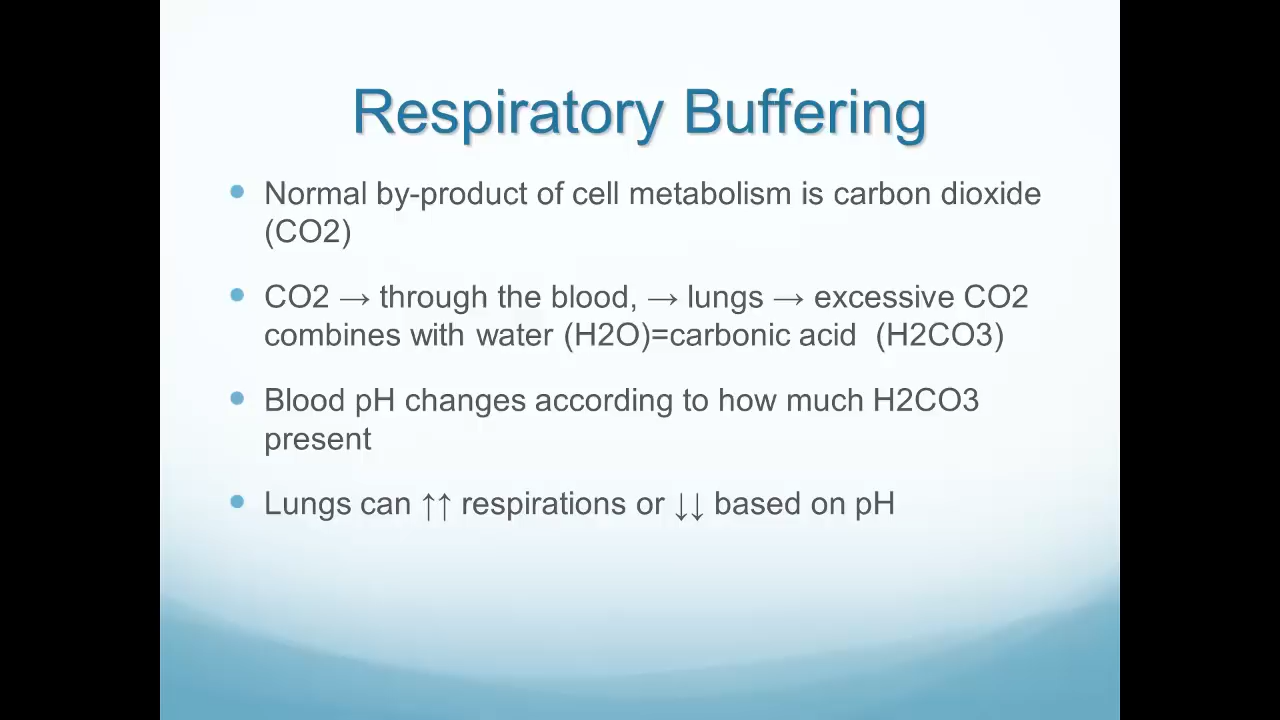 Respiratory Buffering
• Normal by-product of cell metabolism is carbon dioxide
(CO2)
• CO2 → through the blood, → lungs → excessive CO2
combines with water (H2O)=carbonic acid  (H2CO3)
• Blood pH changes according to how much H2CO3
present
• Lungs can ↑↑ respirations or ↓↓ based on pH